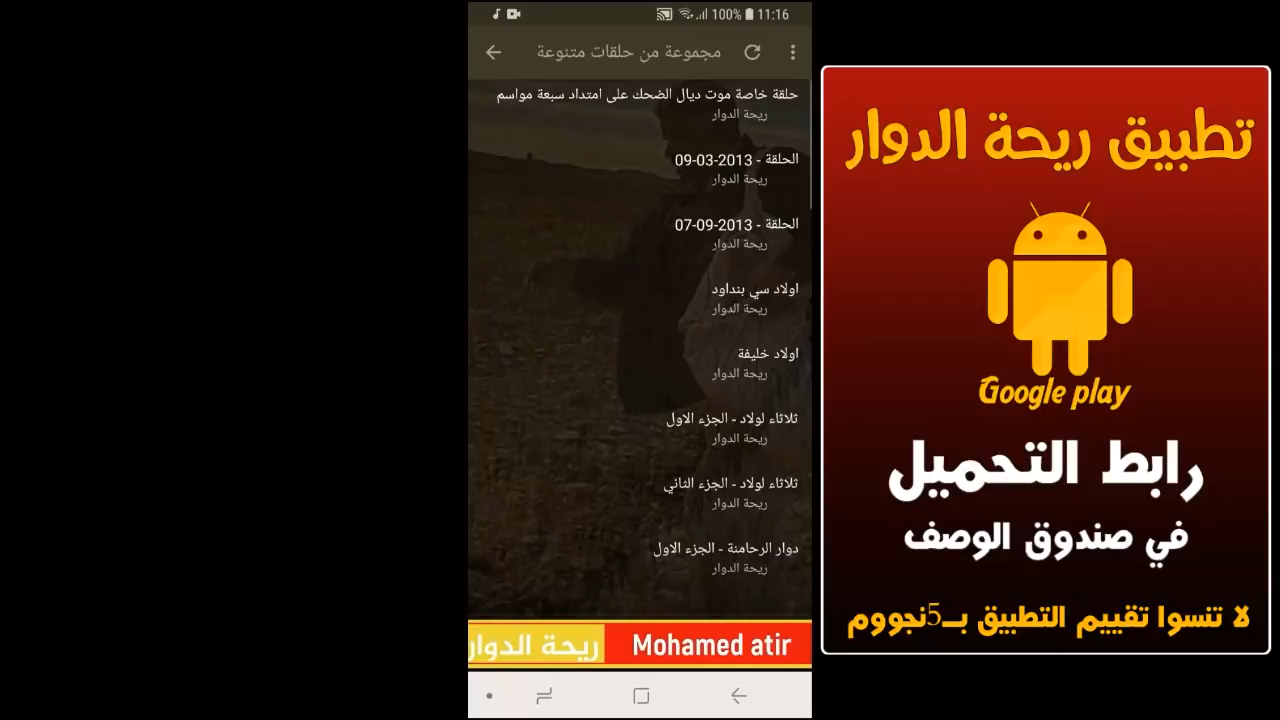 100% 11:16
مجموعة من حلقات متنوعة
حلقة خاصة موت ديال الضحك على امتداد سبعة مواسم
ريحة الدوار
الحلقة - 2013-03-09
ريحة الدوار
الحلقة - 2013-09-07
ريحة الدوار
اولاد سي بنداود
ريحة الدوار
اولاد خليفة
ريحة الدوار
ثلاثاء لولاد - الجزء الاول
ريحة الدوار
ثلاثاء لولاد - الجزء الثاني
ريحة الدوار
دوار الرحامنة - الجزء الاول
ريحة الدوار
Mohamed atir
ريحة الدوار
تطبيق ريحة الدوار
Google play
رابط التحميل
في صندوق الوصف
لا تنسوا تقييم التطبيق بــ5نجووم